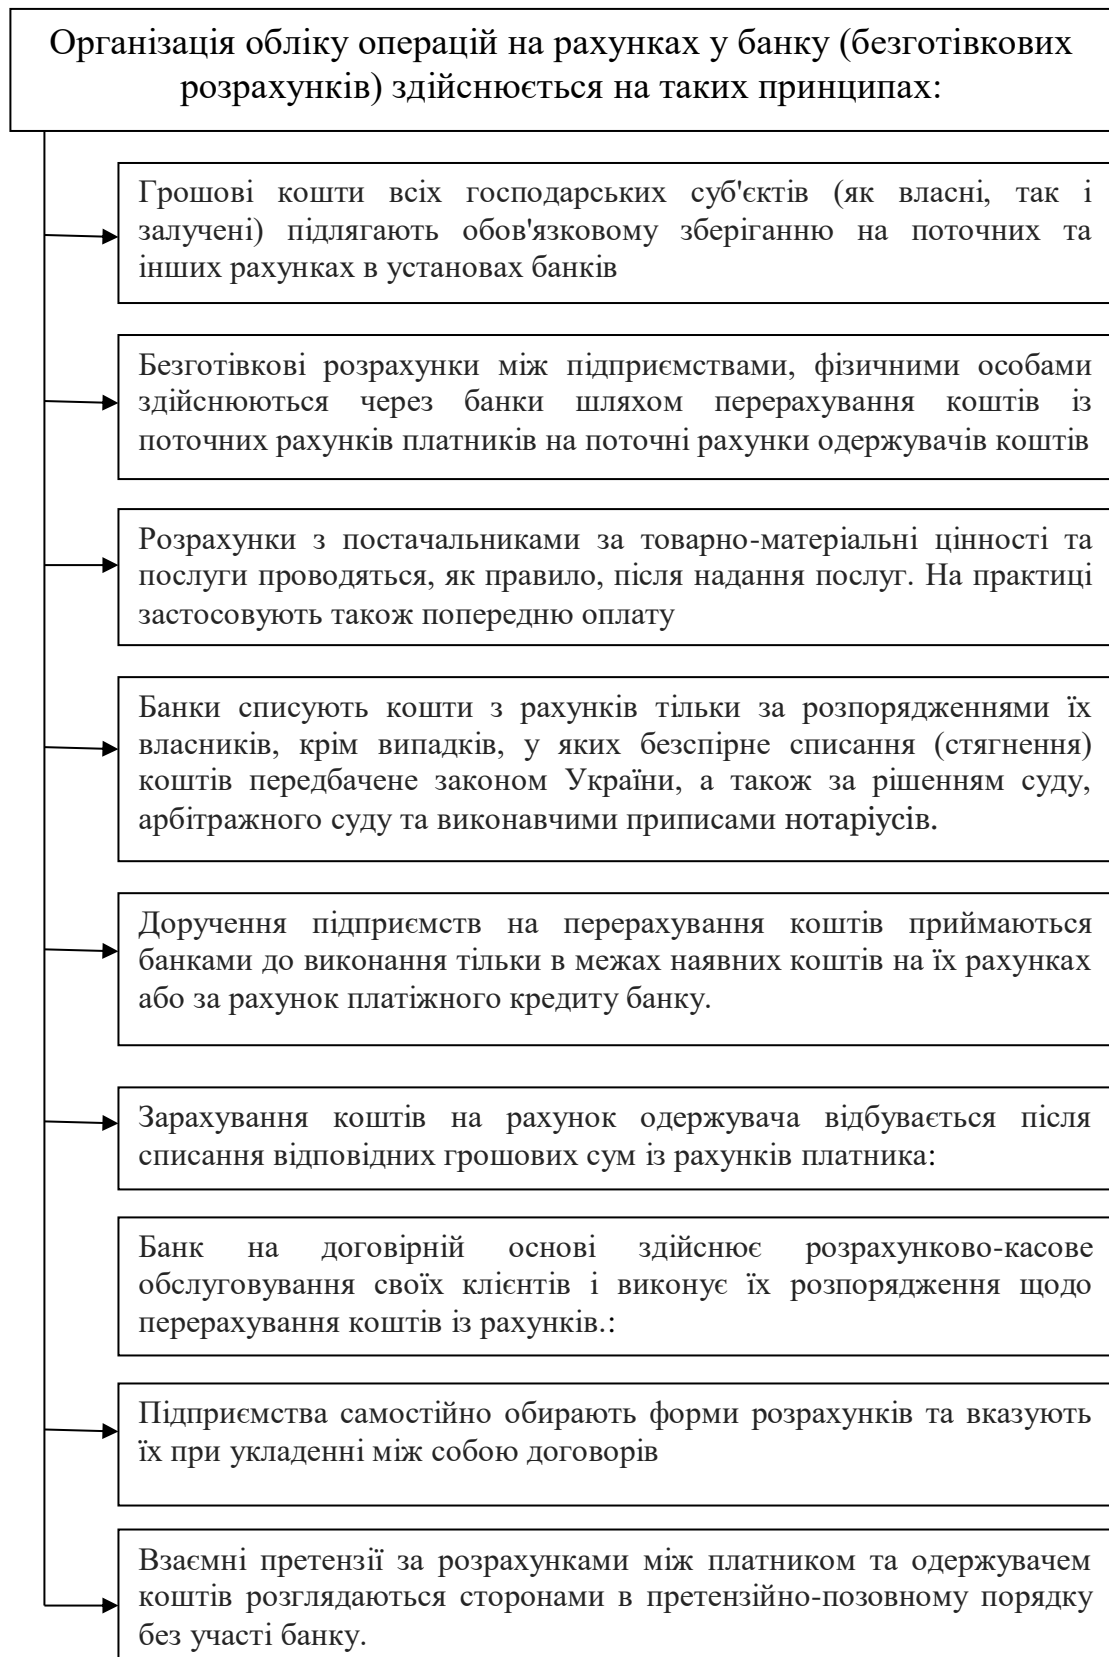 Організація обліку операцій на рахунках у банку (безготівкових
розрахунків) здійснюється на таких принципах:
Грошові кошти всіх господарських суб'єктів (як власні, так і
залучені) підлягають обов'язковому зберіганню на поточних та
інших рахунках в установах банків
Безготівкові розрахунки між підприємствами, фізичними особами
здійснюються через банки шляхом перерахування коштів із
поточних рахунків платників на поточні рахунки одержувачів коштів
Розрахунки з постачальниками за товарно-матеріальні цінності та
послуги проводяться, як правило, після надання послуг. На практиці
застосовують також попередню оплату
Банки списують кошти з рахунків тільки за розпорядженнями їх
власників, крім випадків, у яких безспірне списання (стягнення)
коштів передбачене законом України, а також за рішенням суду,
арбітражного суду та виконавчими приписами нотаріусів.
Доручення підприємств на перерахування коштів приймаються
банками до виконання тільки в межах наявних коштів на їх рахунках
або за рахунок платіжного кредиту банку.
Зарахування коштів на рахунок одержувача відбувається після
списання відповідних грошових сум із рахунків платника:
Банк на договірній основі здійснює розрахунково-касове
обслуговування своїх клієнтів і виконує їх розпорядження щодо
перерахування коштів із рахунків.:
Підприємства самостійно обирають форми розрахунків та вказують
їх при укладенні між собою договорів
Взаємні претензії за розрахунками між платником та одержувачем
коштів розглядаються сторонами в претензійно-позовному порядку
без участі банку.